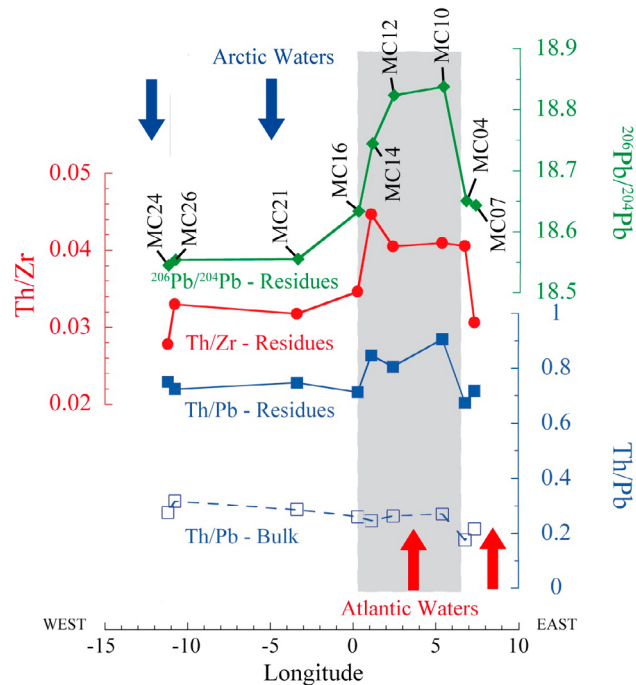 18.9
MC12
MC10
Arctic Waters
18.8
206Pb/204Pb
MC16
MC14
MC04
MC07
18.7
0.05
MC24
MC26
MC21
18.6
Th/Zr
0.04
206Pb/204Pb - Residues
18.5
0.03
Th/Zr - Residues
1
0.8
0.02
Th/Pb - Residues
0.6
Th/Pb
0.4
Th/Pb - Bulk
0.2
0
Atlantic Waters
WEST
EAST
-15 -10 -5 0 5 10
Longitude